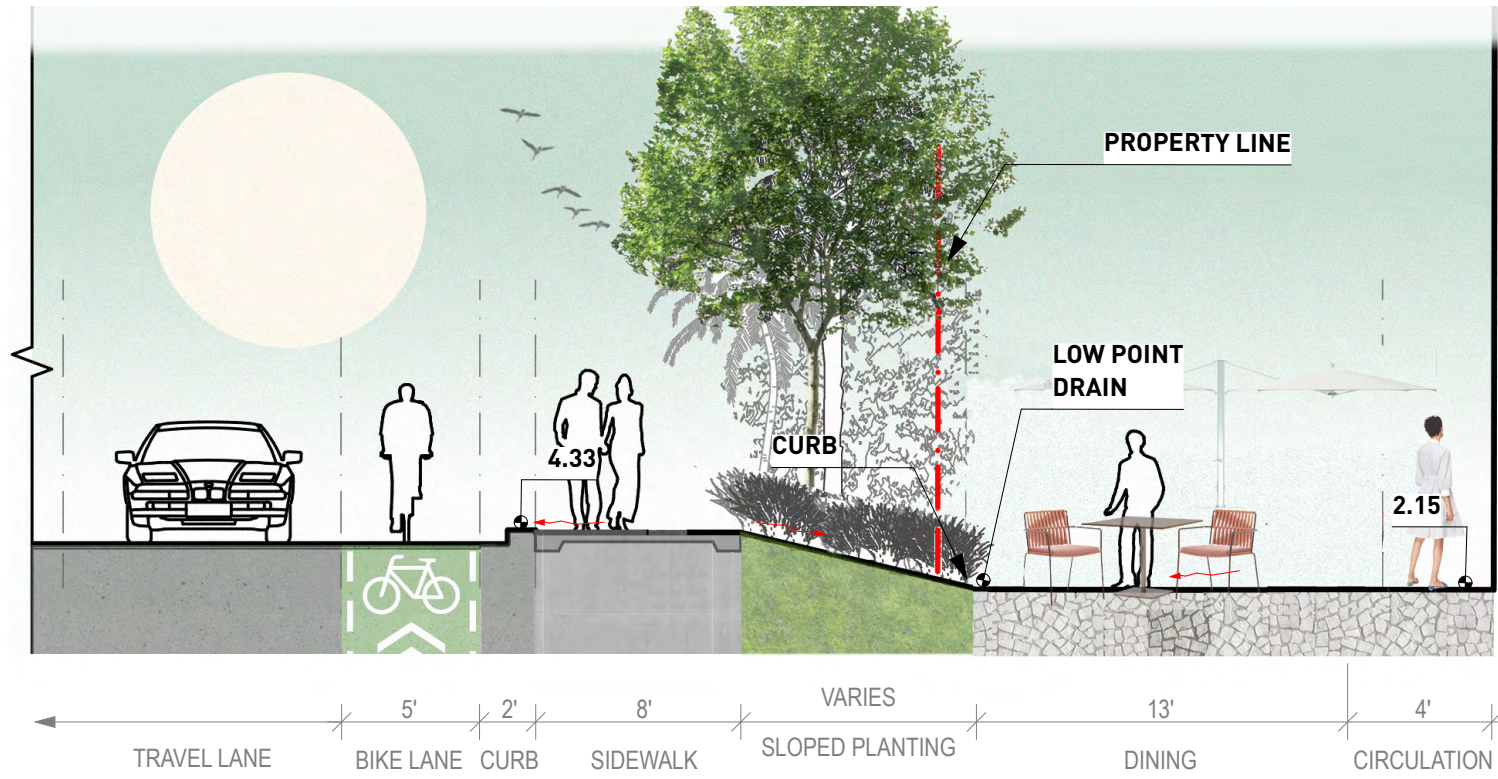 PROPERTY LINE
LOW POINT
DRAIN
CURB
4.33
2.15
5'
2'
8'
VARIES
13'
4'
TRAVEL LANE
BIKE LANE
CURB
SIDEWALK
SLOPED PLANTING
DINING
CIRCULATION